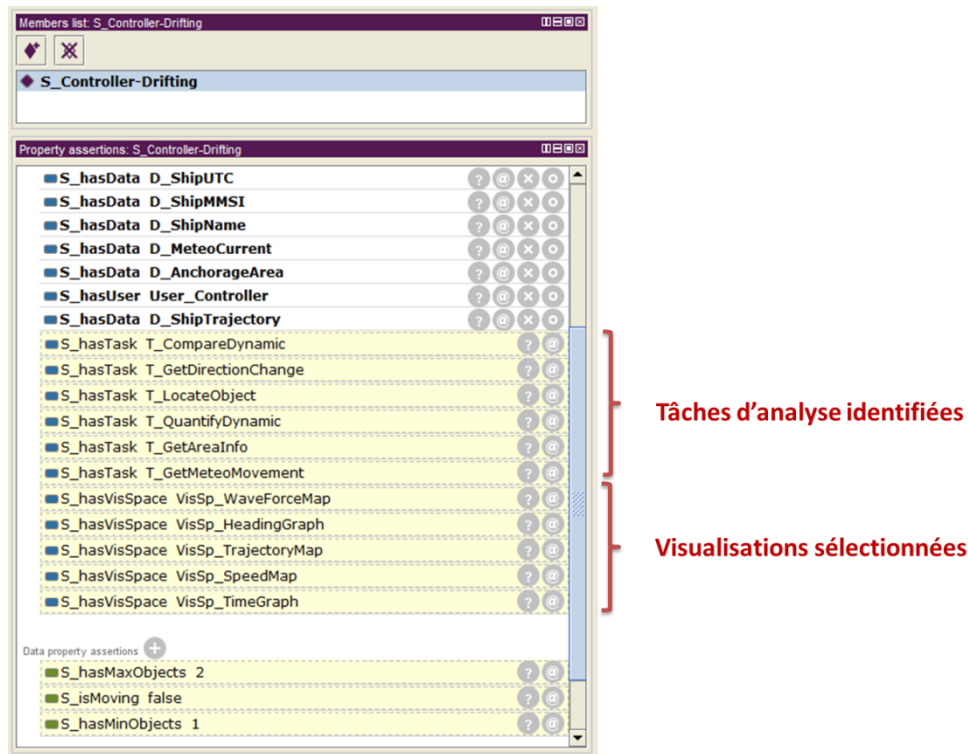 Members list: S_Controller-Drifting
S_Controller-Drifting
Property assertions: S_Controller-Drifting
S_hasData D_ShipUTC
S_hasData D_ShipMMSI
S_hasData D_ShipName
S_hasData D_MeteoCurrent
S_hasData D_AnchorageArea
S_hasUser User_Controller
S_hasData D_ShipTrajectory
S_hasTask T_CompareDynamic
S_hasTask T_GetDirectionChange
S_hasTask T_LocateObject
S_hasTask T_QuantifyDynamic
S_hasTask T_GetAreaInfo
S_hasTask T_GetMeteoMovement
Tâches d'analyse identifiées
S_hasVisSpace VisSp_WaveForceMap
S_hasVisSpace VisSp_HeadingGraph
S_hasVisSpace VisSp_TrajectoryMap
S_hasVisSpace VisSp_SpeedMap
S_hasVisSpace VisSp_TimeGraph
Visualisations sélectionnées
Data property assertions
S_hasMaxObjects 2
S_isMoving false
S_hasMinObjects 1